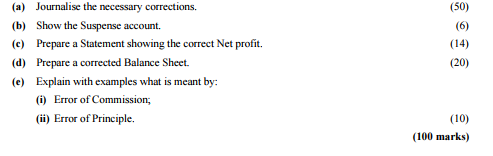 (a) Journalise the necessary corrections. (50)
(b) Show the Suspense account. (6)
(c) Prepare a Statement showing the correct Net profit. (14)
(d) Prepare a corrected Balance Sheet. (20)
(e) Explain with examples what is meant by:
(i) Error of Commission;
(ii) Error of Principle. (10)
(100 marks)